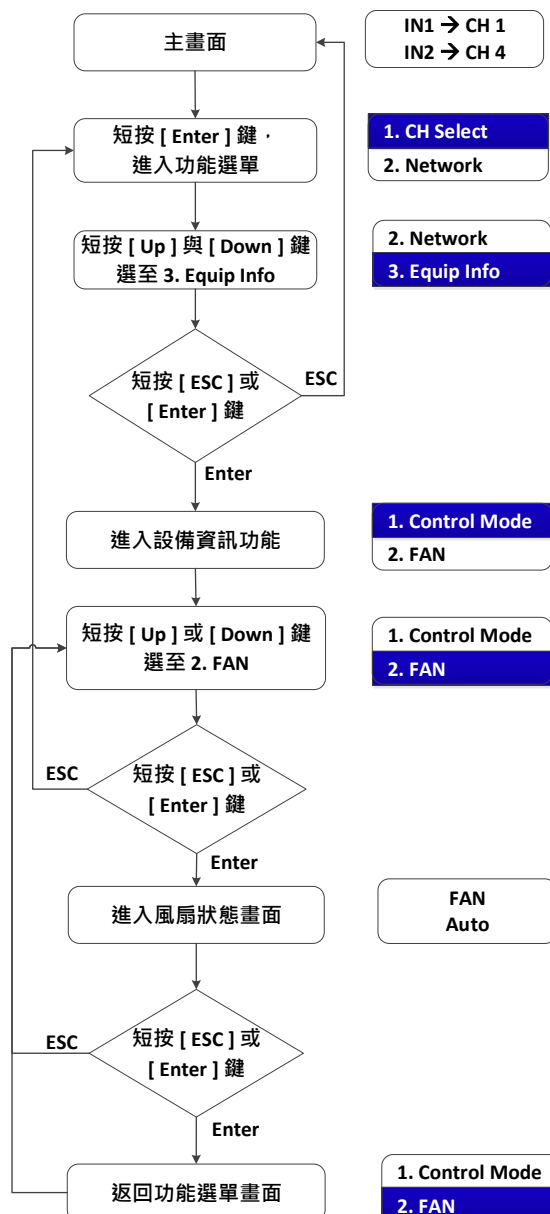 主畫面
IN1 → CH 1
IN2 → CH 4
短按 [ Enter ] 鍵，
進入功能選單
1. CH Select
2. Network
短按 [ Up ] 與 [ Down ] 鍵
選至 3. Equip Info
2. Network
3. Equip Info
短按 [ ESC ] 或
[ Enter ] 鍵
ESC
Enter
進入設備資訊功能
1. Control Mode
2. FAN
短按 [ Up ] 或 [ Down ] 鍵
選至 2. FAN
1. Control Mode
2. FAN
ESC
短按 [ ESC ] 或
[ Enter ] 鍵
Enter
進入風扇狀態畫面
FAN
Auto
ESC
短按 [ ESC ] 或
[ Enter ] 鍵
Enter
返回功能選單畫面
1. Control Mode
2. FAN